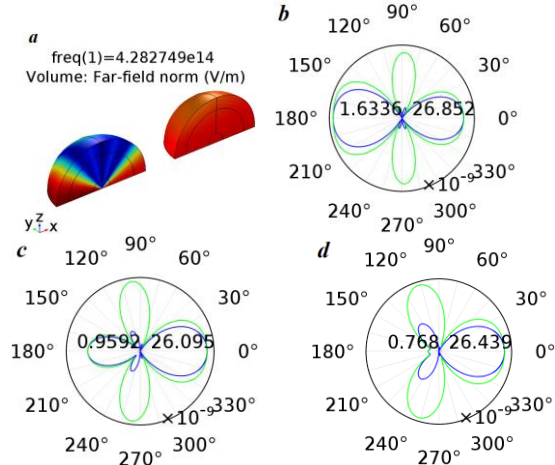 a
freq(1)=4.282749e14
Volume: Far-field norm (V/m)
y z x
b
90°
120° 60°
150° 30°
180° 1.6336 26.852 0°
210° 330°
×10⁻⁹
240° 300°
270°
c
90°
120° 60°
150° 30°
180° 0.9592 26.095 0°
210° 330°
×10⁻⁹
240° 300°
270°
d
90°
120° 60°
150° 30°
180° 0.768 26.439 0°
210° 330°
×10⁻⁹
240° 300°
270°